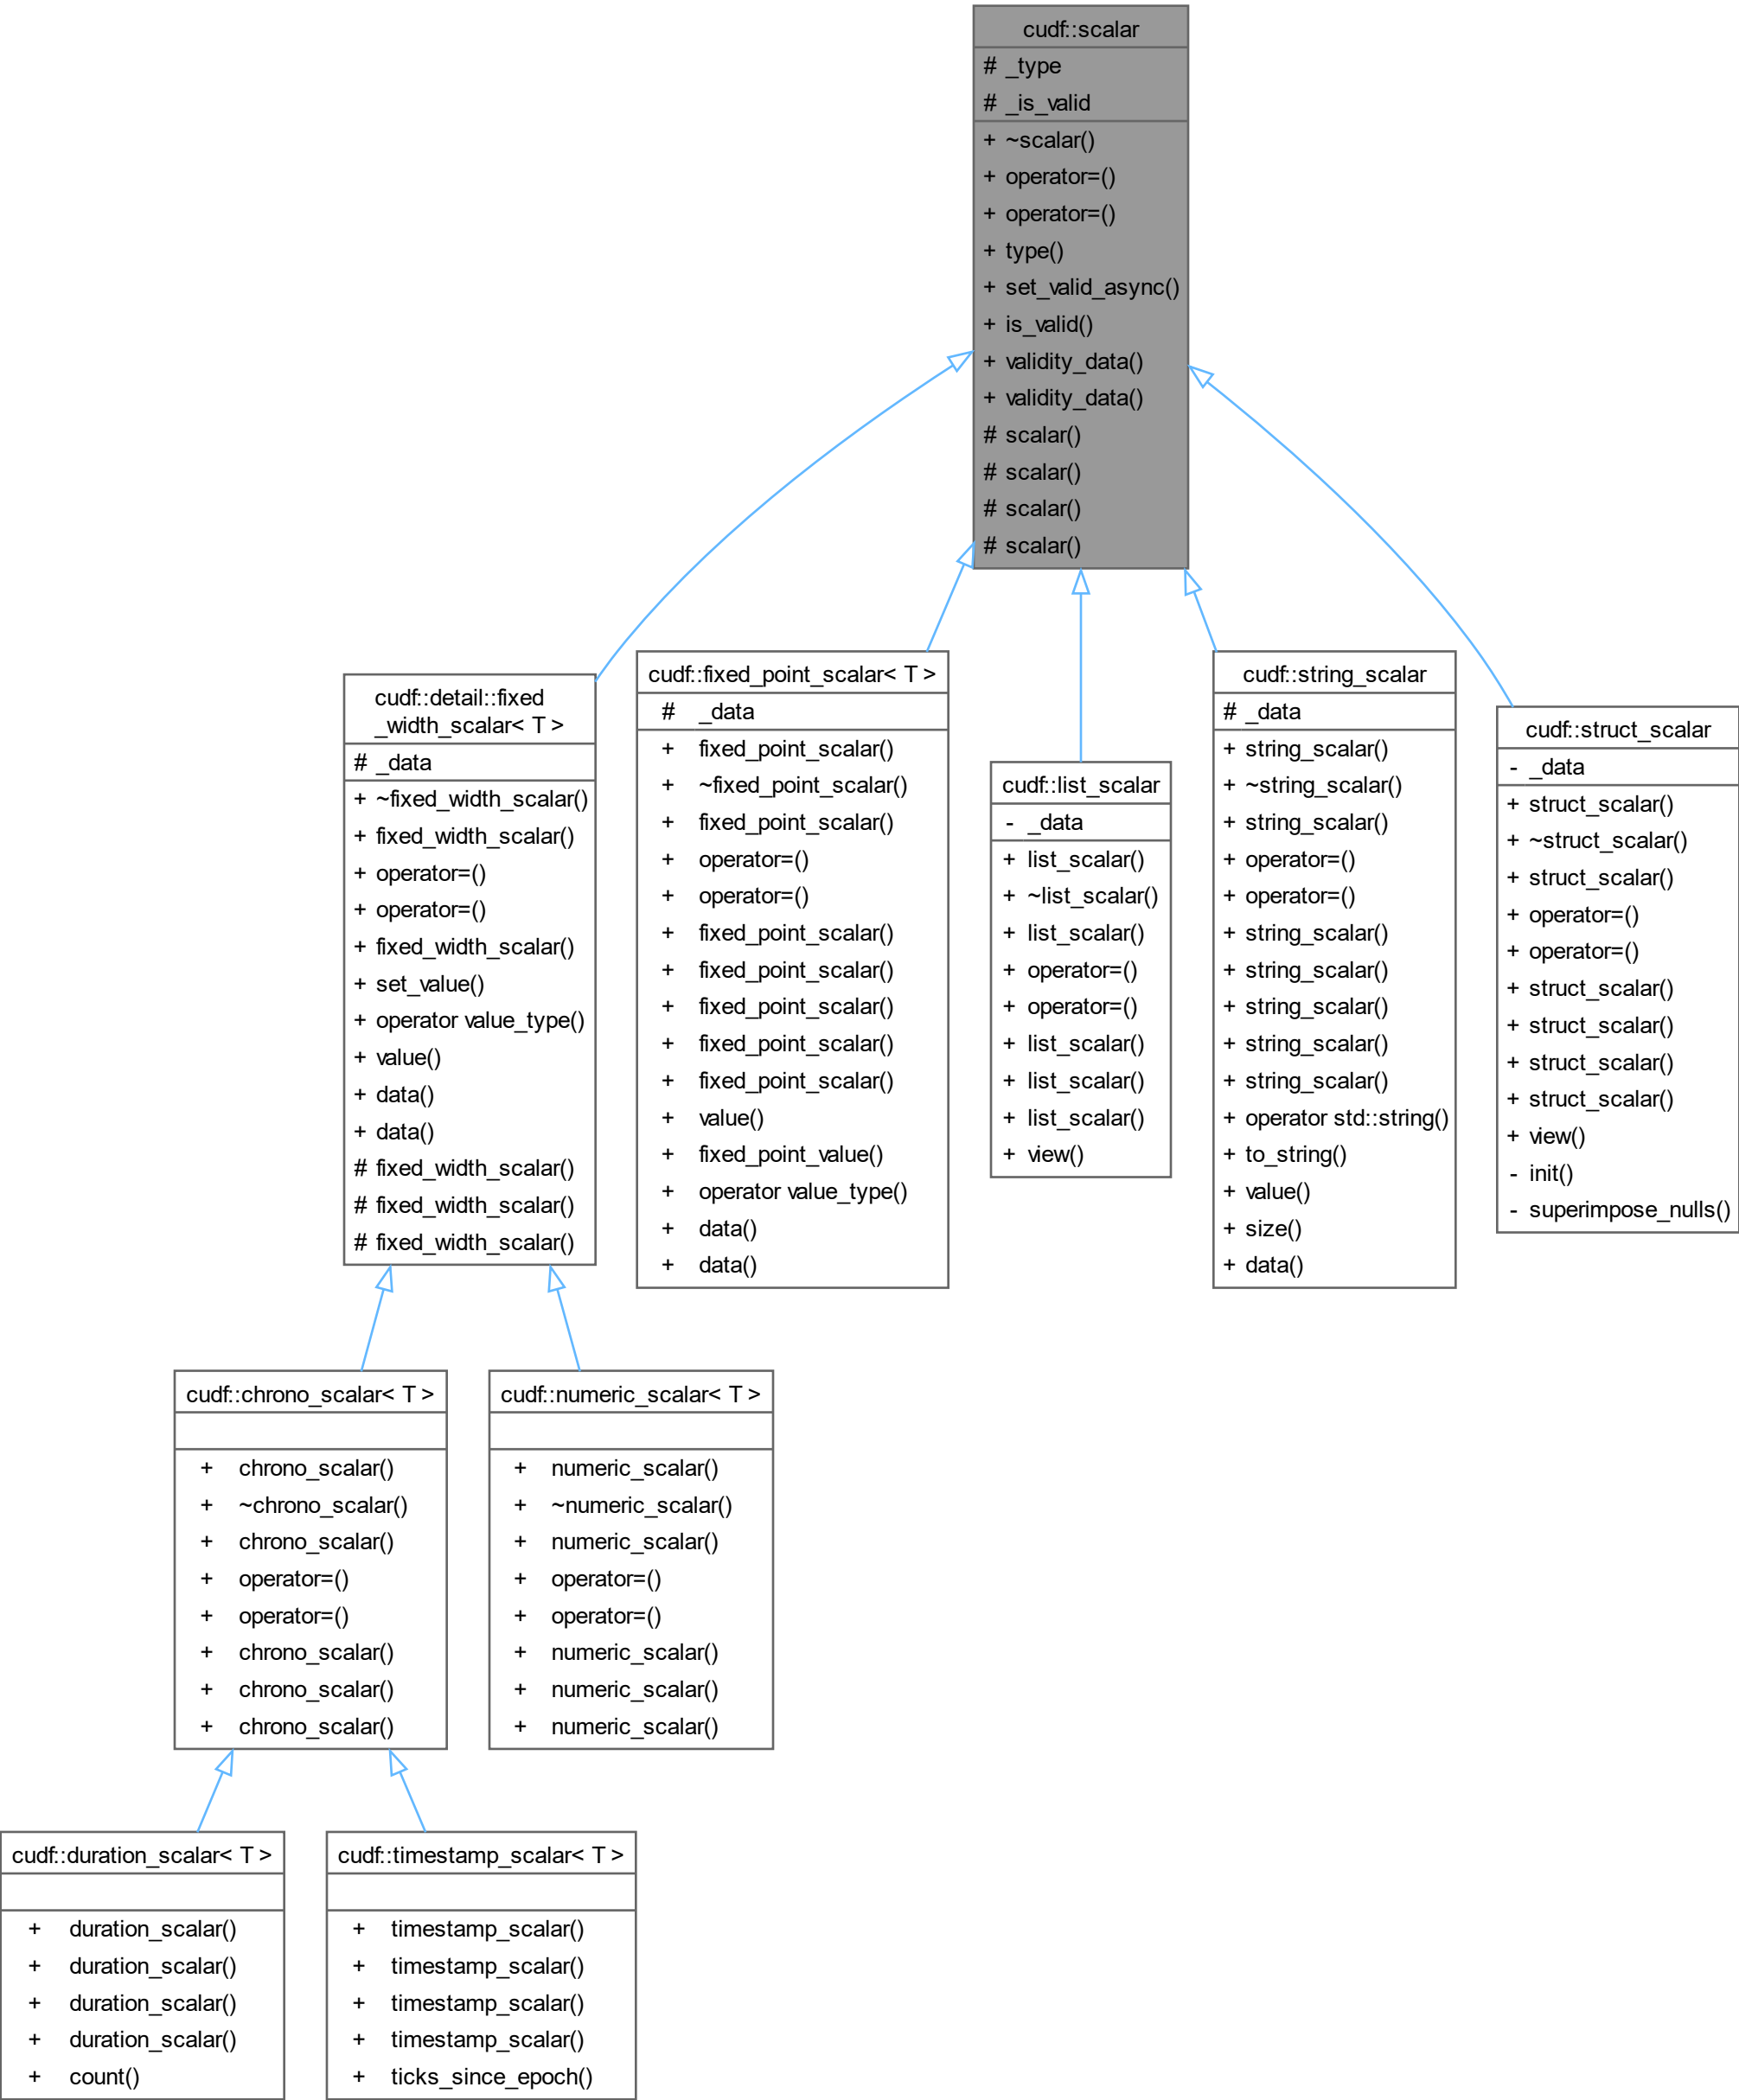 cudf::scalar
# _type
# _is_valid
+ ~scalar()
+ operator=()
+ operator=()
+ type()
+ set_valid_async()
+ is_valid()
+ validity_data()
+ validity_data()
# scalar()
# scalar()
# scalar()
# scalar()
cudf::detail::fixed
_width_scalar< T >
# _data
+ ~fixed_width_scalar()
+ fixed_width_scalar()
+ operator=()
+ operator=()
+ fixed_width_scalar()
+ set_value()
+ operator value_type()
+ value()
+ data()
+ data()
# fixed_width_scalar()
# fixed_width_scalar()
# fixed_width_scalar()
cudf::fixed_point_scalar< T >
# _data
+ fixed_point_scalar()
+ ~fixed_point_scalar()
+ fixed_point_scalar()
+ operator=()
+ operator=()
+ fixed_point_scalar()
+ fixed_point_scalar()
+ fixed_point_scalar()
+ fixed_point_scalar()
+ fixed_point_scalar()
+ value()
+ fixed_point_value()
+ operator value_type()
+ data()
+ data()
cudf::list_scalar
- _data
+ list_scalar()
+ ~list_scalar()
+ list_scalar()
+ operator=()
+ operator=()
+ list_scalar()
+ list_scalar()
+ list_scalar()
+ view()
cudf::string_scalar
# _data
+ string_scalar()
+ ~string_scalar()
+ string_scalar()
+ operator=()
+ operator=()
+ string_scalar()
+ string_scalar()
+ string_scalar()
+ string_scalar()
+ string_scalar()
+ operator std::string()
+ to_string()
+ value()
+ size()
+ data()
cudf::struct_scalar
- _data
+ struct_scalar()
+ ~struct_scalar()
+ struct_scalar()
+ operator=()
+ operator=()
+ struct_scalar()
+ struct_scalar()
+ struct_scalar()
+ struct_scalar()
+ view()
- init()
- superimpose_nulls()
cudf::chrono_scalar< T >
+ chrono_scalar()
+ ~chrono_scalar()
+ chrono_scalar()
+ operator=()
+ operator=()
+ chrono_scalar()
+ chrono_scalar()
+ chrono_scalar()
cudf::numeric_scalar< T >
+ numeric_scalar()
+ ~numeric_scalar()
+ numeric_scalar()
+ operator=()
+ operator=()
+ numeric_scalar()
+ numeric_scalar()
+ numeric_scalar()
cudf::duration_scalar< T >
+ duration_scalar()
+ duration_scalar()
+ duration_scalar()
+ duration_scalar()
+ count()
cudf::timestamp_scalar< T >
+ timestamp_scalar()
+ timestamp_scalar()
+ timestamp_scalar()
+ timestamp_scalar()
+ ticks_since_epoch()